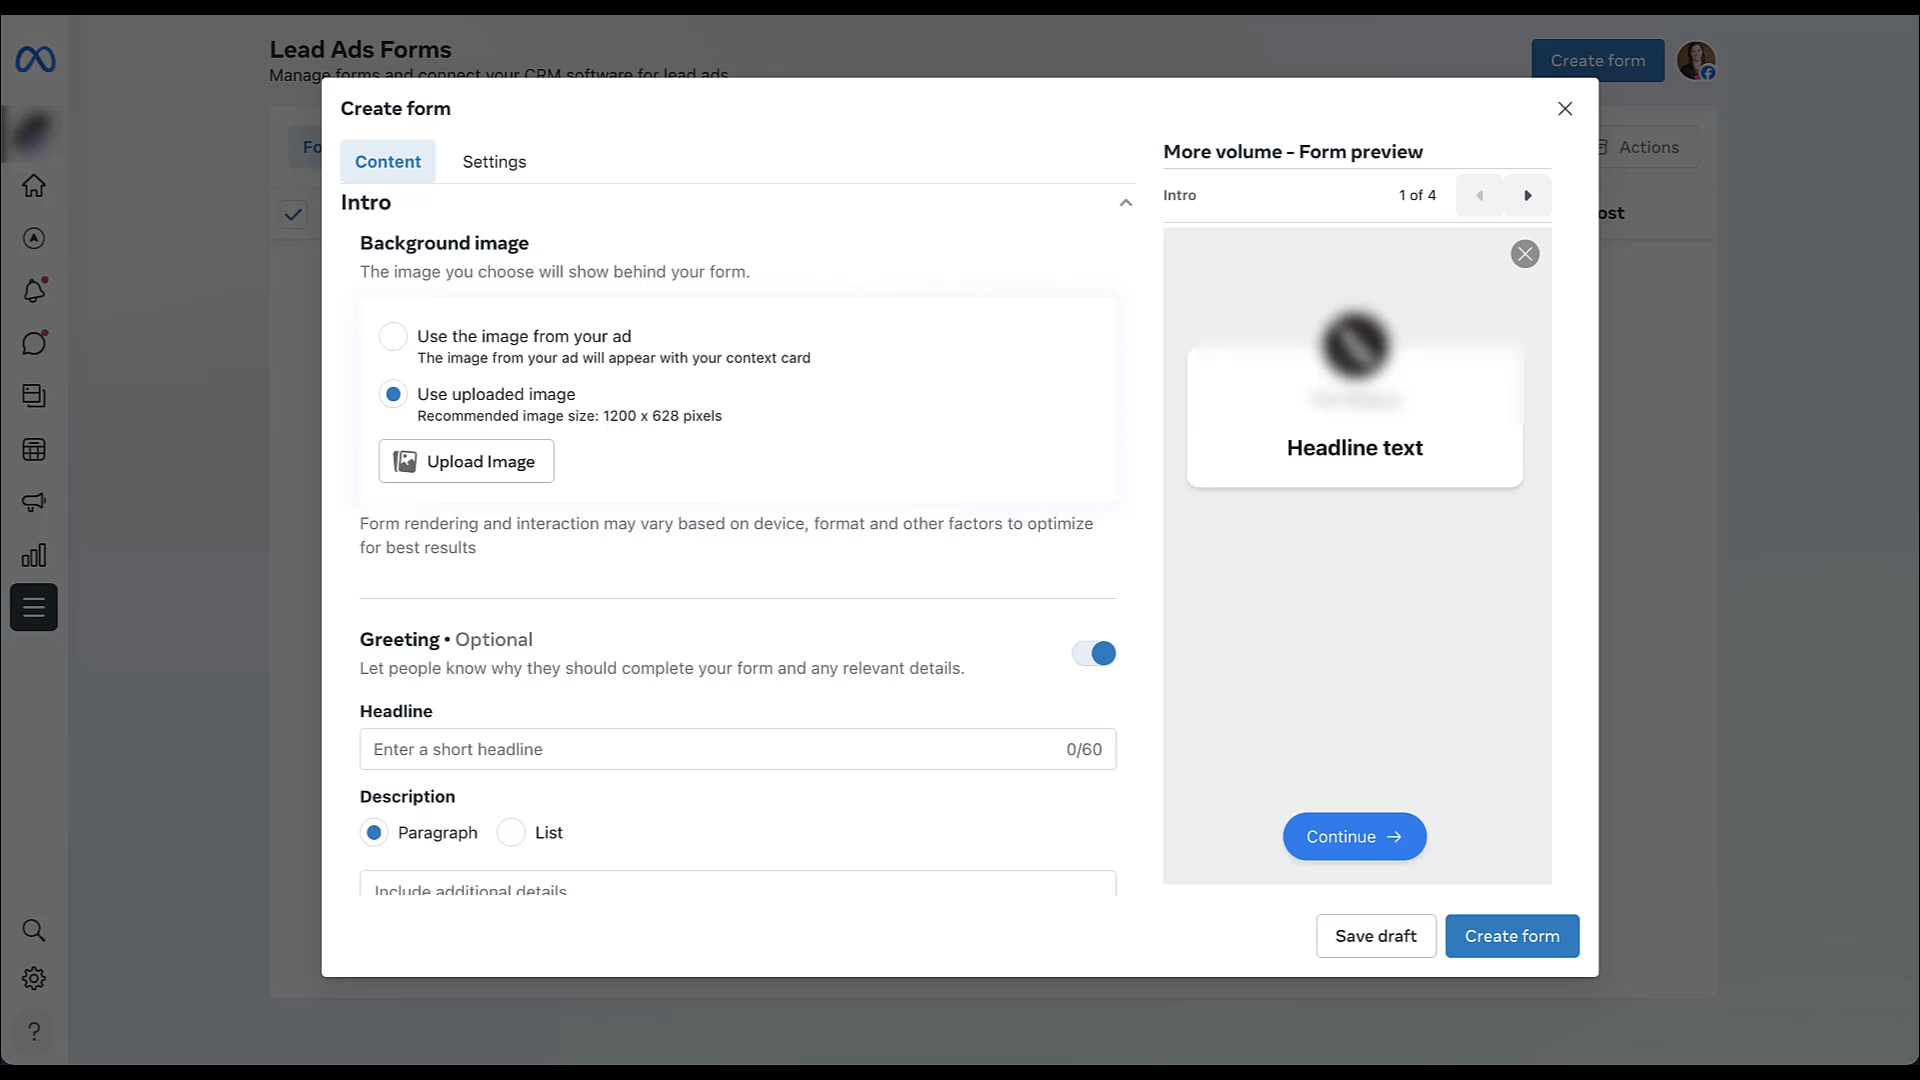 Lead Ads Forms
Manage forms and connect your CRM software for lead ads
Create form
Actions
Create form
Content
Settings
Intro
Background image
The image you choose will show behind your form.
Use the image from your ad
The image from your ad will appear with your context card
Use uploaded image
Recommended image size: 1200 x 628 pixels
Upload Image
Form rendering and interaction may vary based on device, format and other factors to optimize
for best results
Greeting • Optional
Let people know why they should complete your form and any relevant details.
Headline
Enter a short headline
0/60
Description
Paragraph
List
Include additional details
More volume – Form preview
Intro
1 of 4
Headline text
Continue
Save draft
Create form